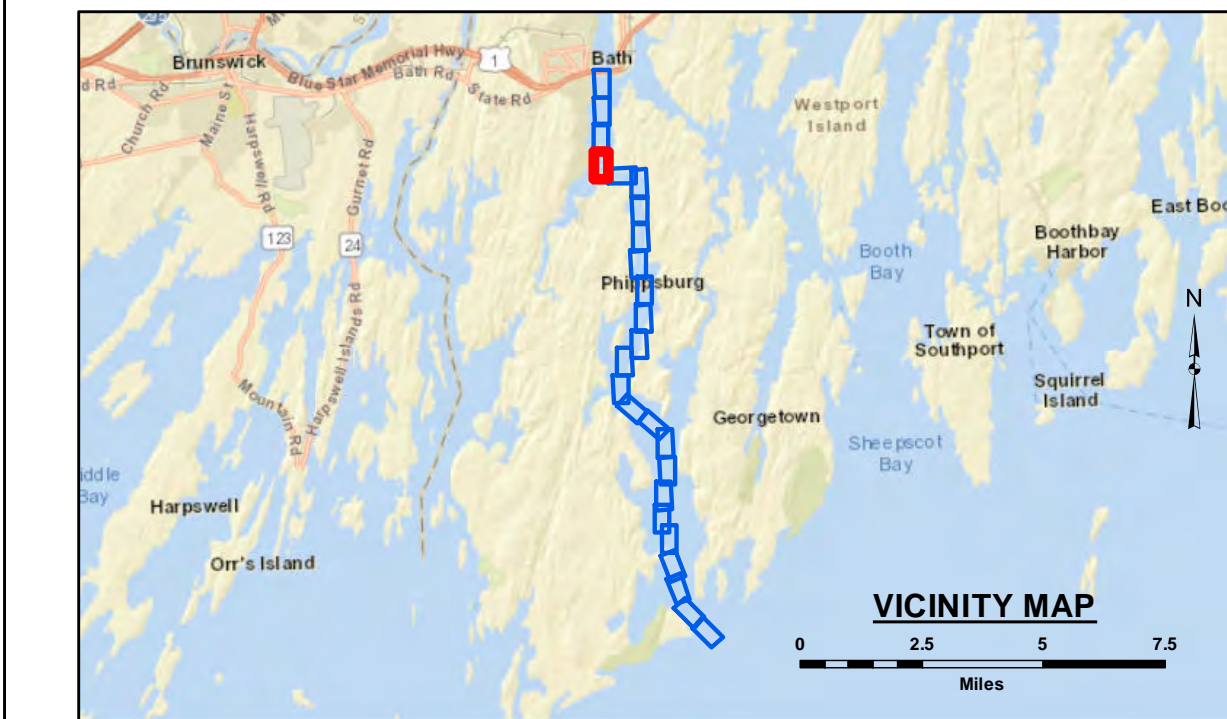 295
Brunswick
Blue Star Memorial Hwy
Bath Rd
1
State Rd
Bath
d Rd
Church Rd
Maine St
Harpswell Rd
Gurnet Rd
123
24
Harpswell Islands Rd
Mountain Rd
Westport
Island
East Boo
Boothbay
Harbor
Booth
Bay
Phippsburg
Town of
Southport
N
Squirrel
Island
Georgetown
Sheepscot
Bay
iddle
Bay
Harpswell
Orr's Island
VICINITY MAP
0 2.5 5 7.5
Miles